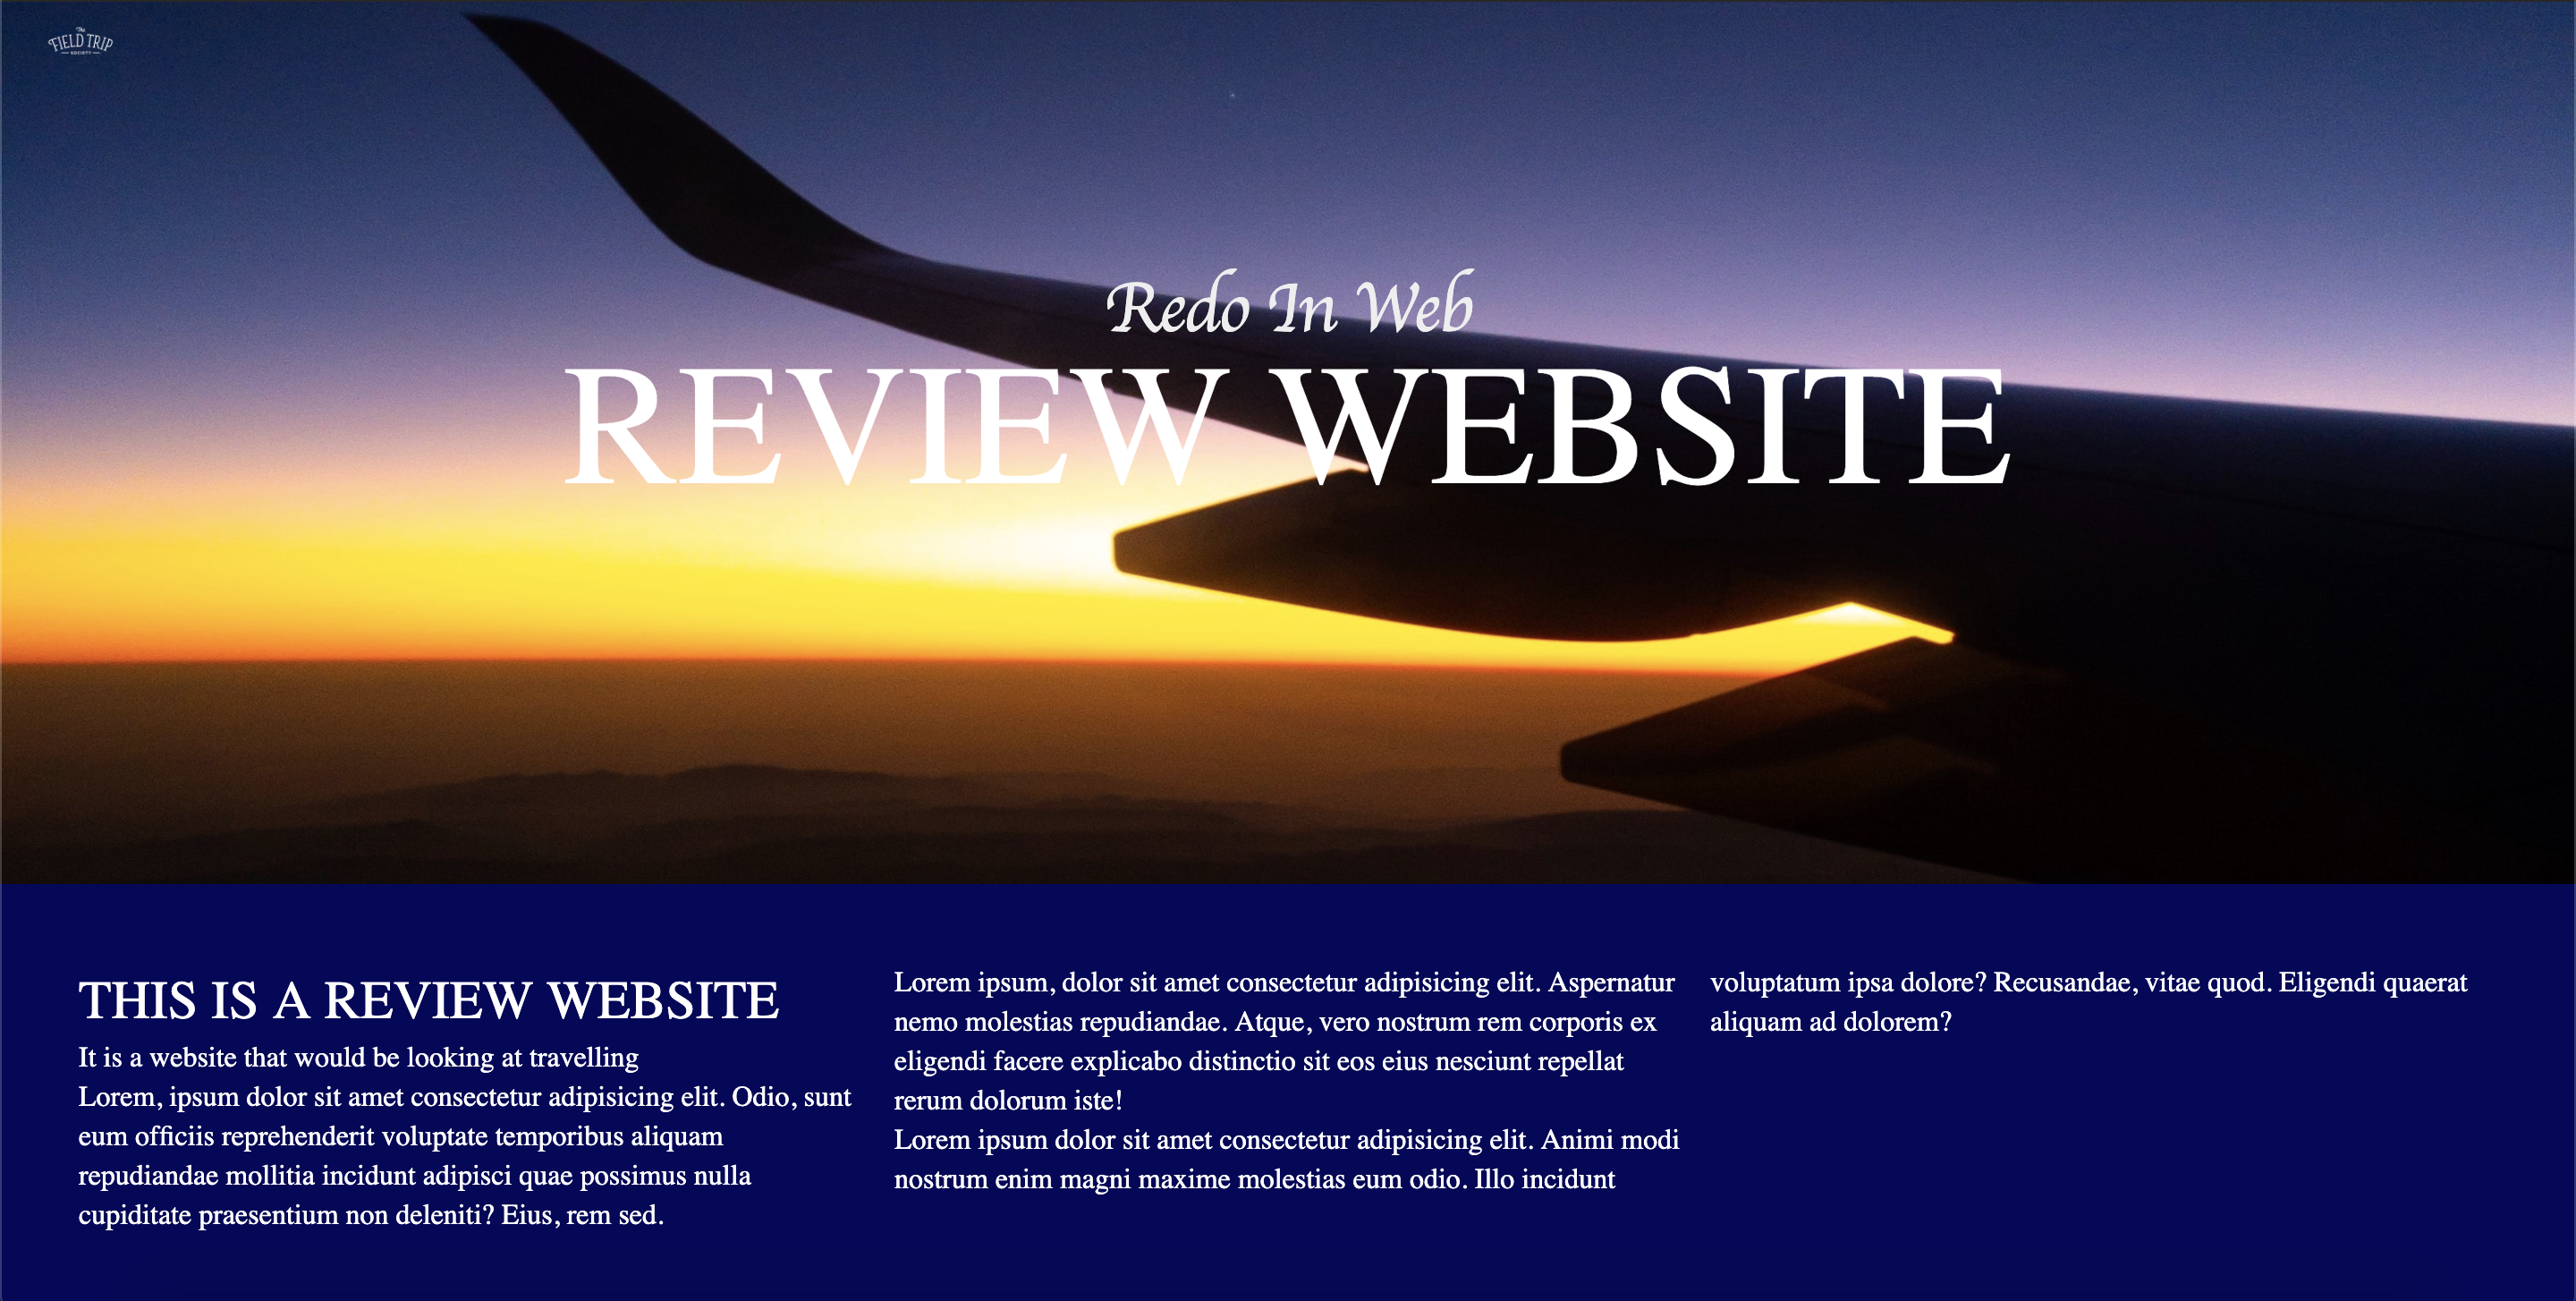 The
FIELD TRIP
SOCIETY
Redo In Web
REVIEW WEBSITE
THIS IS A REVIEW WEBSITE
It is a website that would be looking at travelling
Lorem, ipsum dolor sit amet consectetur adipisicing elit. Odio, sunt
eum officiis reprehenderit voluptate temporibus aliquam
repudiandae mollitia incidunt adipisci quae possimus nulla
cupiditate praesentium non deleniti? Eius, rem sed.
Lorem ipsum, dolor sit amet consectetur adipisicing elit. Aspernatur
nemo molestias repudiandae. Atque, vero nostrum rem corporis ex
eligendi facere explicabo distinctio sit eos eius nesciunt repellat
rerum dolorum iste!
Lorem ipsum dolor sit amet consectetur adipisicing elit. Animi modi
nostrum enim magni maxime molestias eum odio. Illo incidunt
voluptatum ipsa dolore? Recusandae, vitae quod. Eligendi quaerat
aliquam ad dolorem?